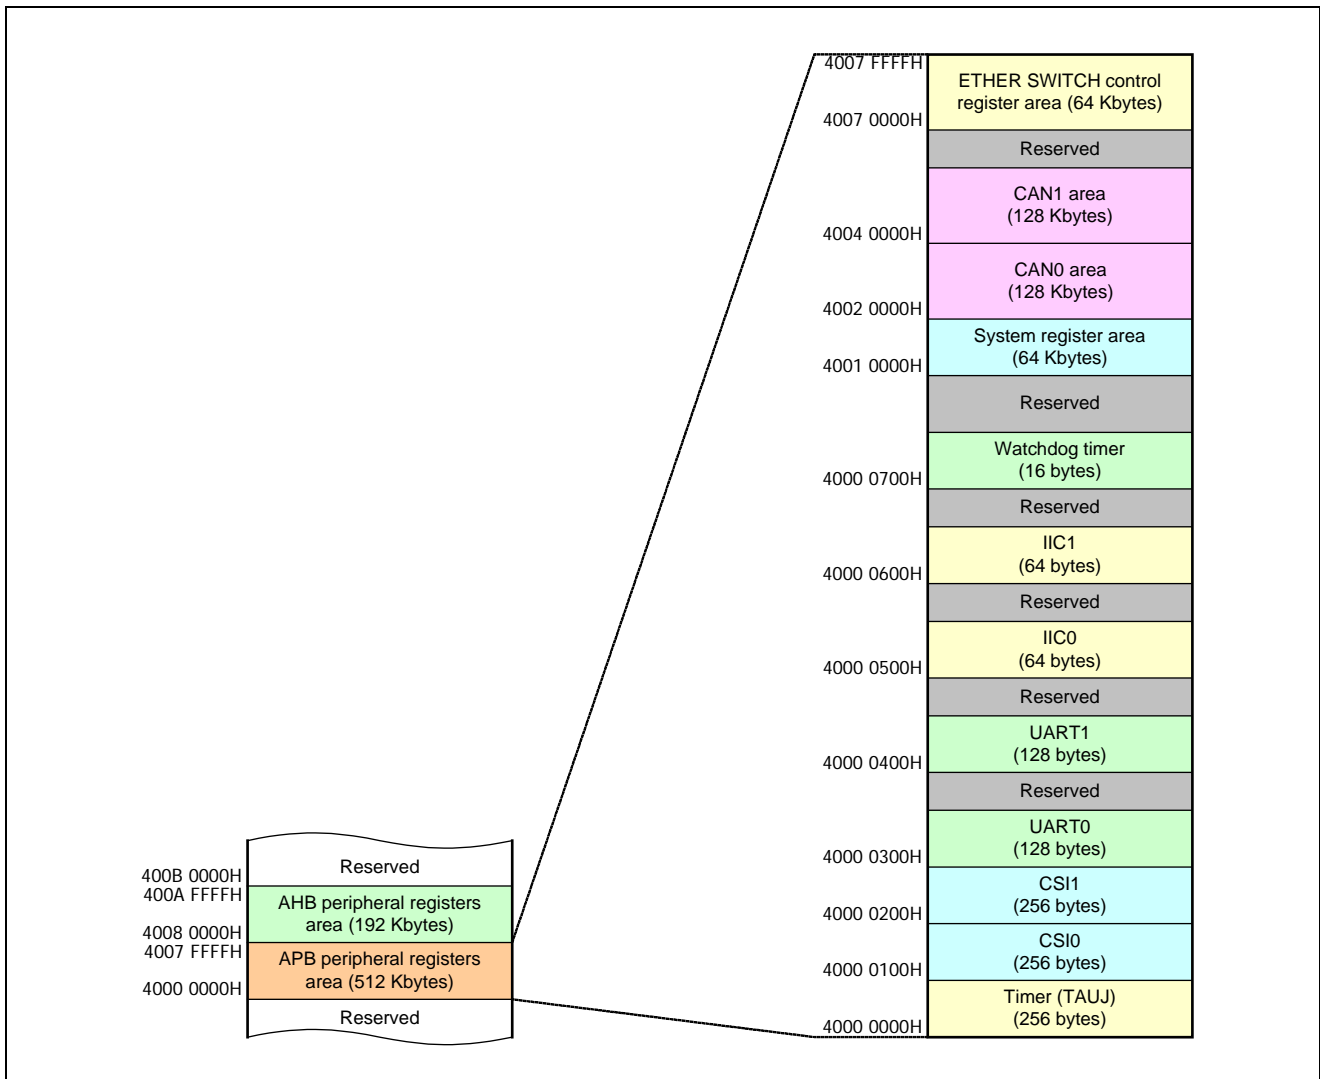 4007 FFFFH
ETHER SWITCH control
register area (64 Kbytes)
4007 0000H
Reserved
CAN1 area
(128 Kbytes)
4004 0000H
CAN0 area
(128 Kbytes)
4002 0000H
System register area
(64 Kbytes)
4001 0000H
Reserved
Watchdog timer
(16 bytes)
4000 0700H
Reserved
IIC1
(64 bytes)
4000 0600H
Reserved
IIC0
(64 bytes)
4000 0500H
Reserved
UART1
(128 bytes)
4000 0400H
Reserved
UART0
(128 bytes)
4000 0300H
CSI1
(256 bytes)
4000 0200H
CSI0
(256 bytes)
4000 0100H
Timer (TAUJ)
(256 bytes)
4000 0000H
Reserved
400B 0000H
400A FFFFH
AHB peripheral registers
area (192 Kbytes)
4008 0000H
4007 FFFFH
APB peripheral registers
area (512 Kbytes)
4000 0000H
Reserved